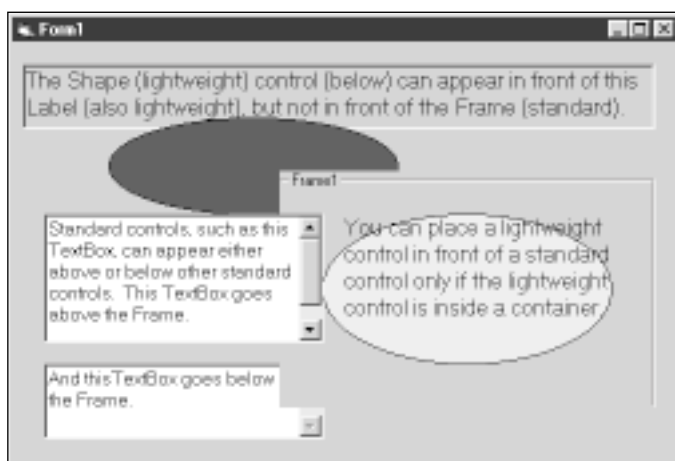 Form1
The Shape (lightweight) control (below) can appear in front of this
Label (also lightweight), but not in front of the Frame (standard).
Frame1
Standard controls, such as this
TextBox, can appear either
above or below other standard
controls. This TextBox goes
above the Frame.
You can place a lightweight
control in front of a standard
control only if the lightweight
control is inside a container
And this TextBox goes below
the Frame.